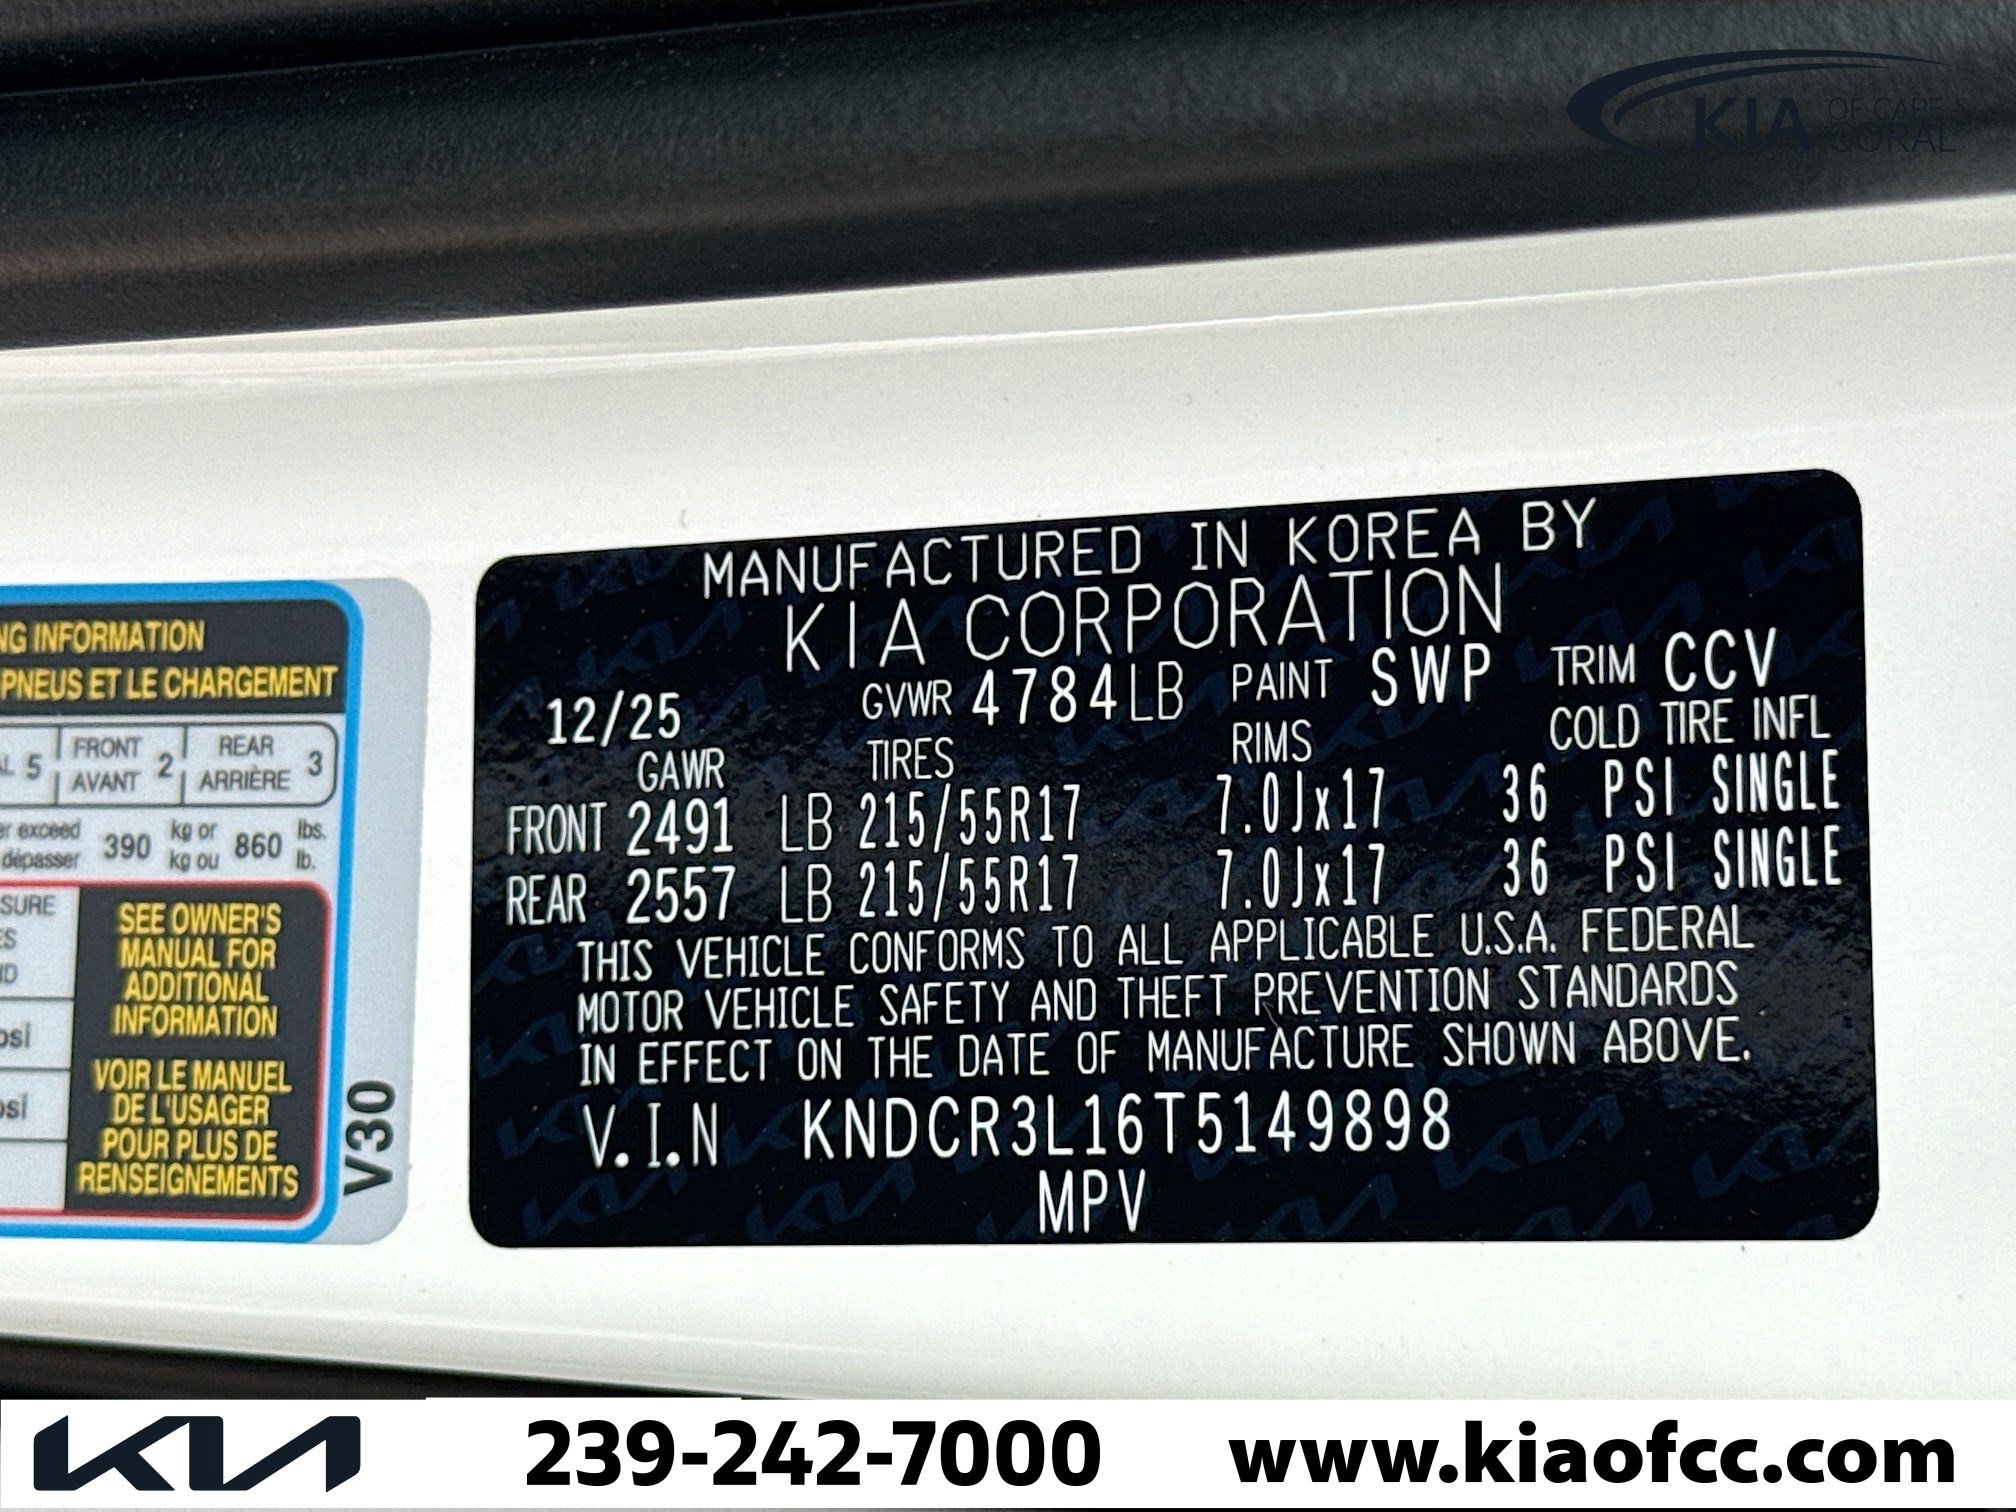 KIA OF CAPE CORAL
MANUFACTURED IN KOREA BY
KIA CORPORATION
12/25 GVWR 4784LB PAINT SWP TRIM CCV
GAWR TIRES RIMS COLD TIRE INFL
FRONT 2491 LB 215/55R17 7.0Jx17 36 PSI SINGLE
REAR 2557 LB 215/55R17 7.0Jx17 36 PSI SINGLE
THIS VEHICLE CONFORMS TO ALL APPLICABLE U.S.A. FEDERAL
MOTOR VEHICLE SAFETY AND THEFT PREVENTION STANDARDS
IN EFFECT ON THE DATE OF MANUFACTURE SHOWN ABOVE.
V.I.N KNDCR3L16T5149898
MPV
INFORMATION
PNEUS ET LE CHARGEMENT
5 FRONT 2 REAR 3
AVANT ARRIÈRE
exceed 390 kg or 860 lbs.
dépasser kg ou lb.
SEE OWNER'S
MANUAL FOR
ADDITIONAL
INFORMATION
VOIR LE MANUEL
DE L'USAGER
POUR PLUS DE
RENSEIGNEMENTS
V30
KIA
239-242-7000
www.kiaofcc.com